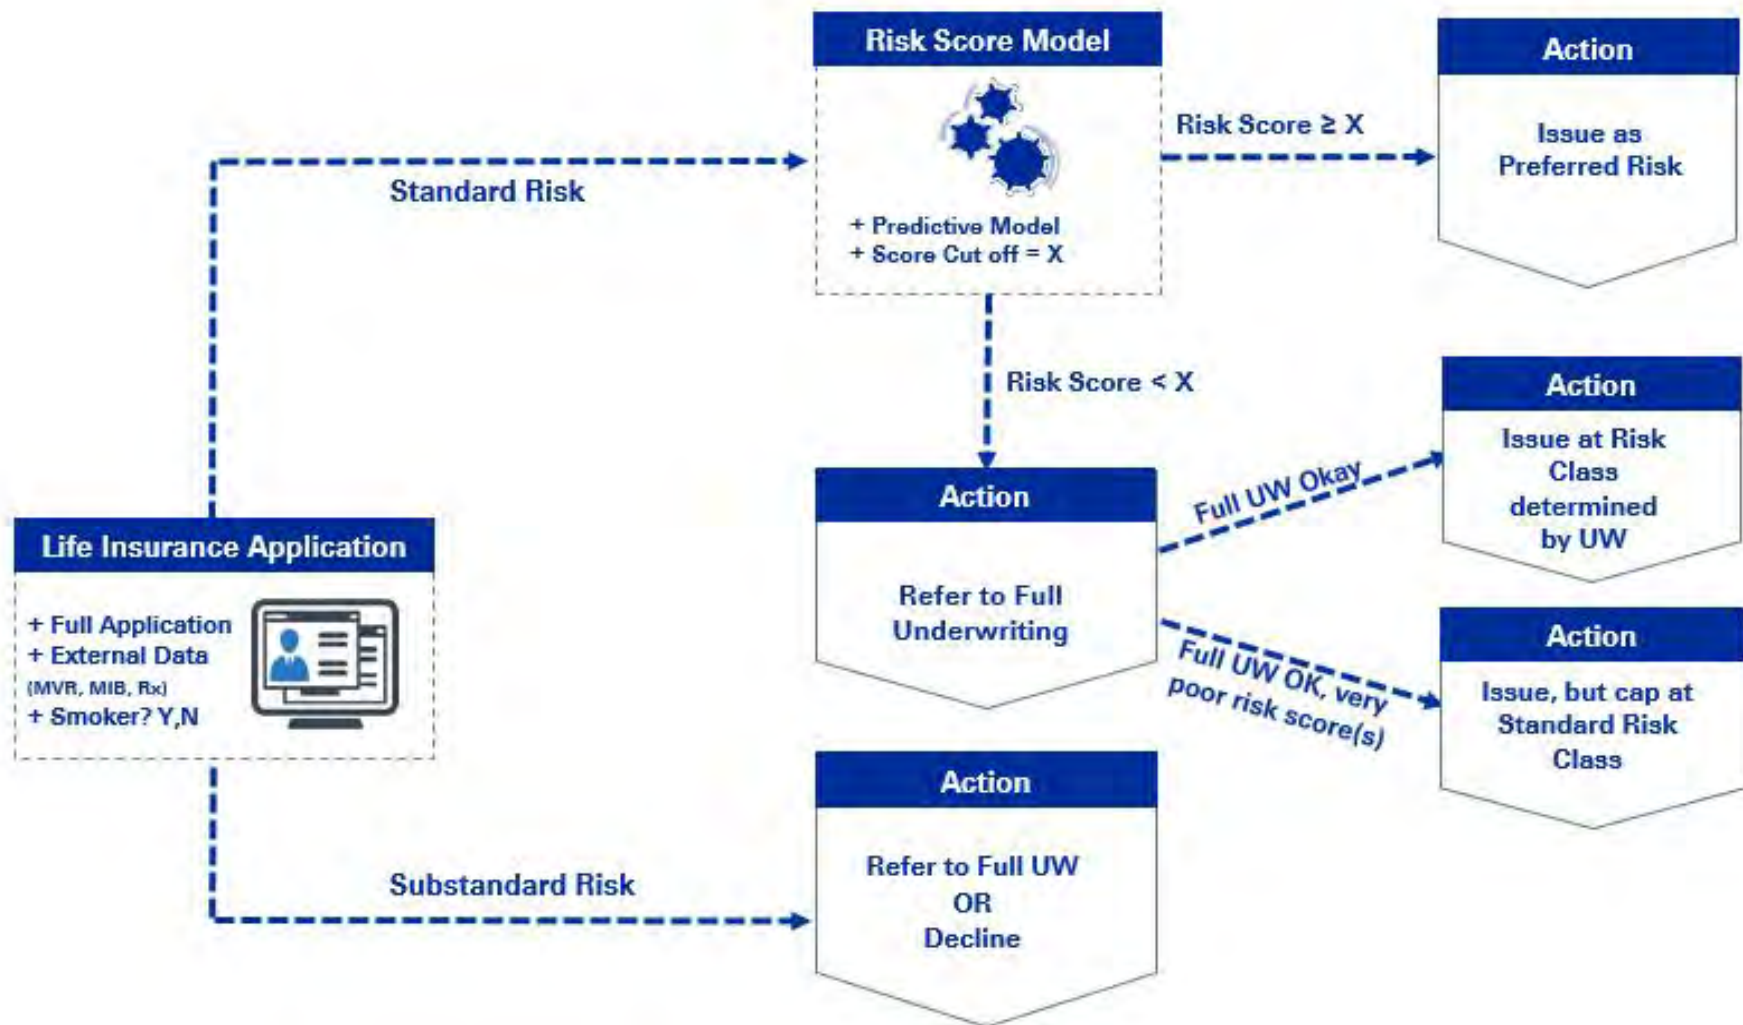 Risk Score Model
+ Predictive Model
+ Score Cut off = X
Action
Issue as
Preferred Risk
Risk Score ≥ X
Standard Risk
Risk Score < X
Action
Issue at Risk
Class
determined
by UW
Full UW Okay
Action
Refer to Full
Underwriting
Life Insurance Application
+ Full Application
+ External Data
(MVR, MIB, Rx)
+ Smoker? Y,N
Full UW OK, very
poor risk score(s)
Action
Issue, but cap at
Standard Risk
Class
Substandard Risk
Action
Refer to Full UW
OR
Decline